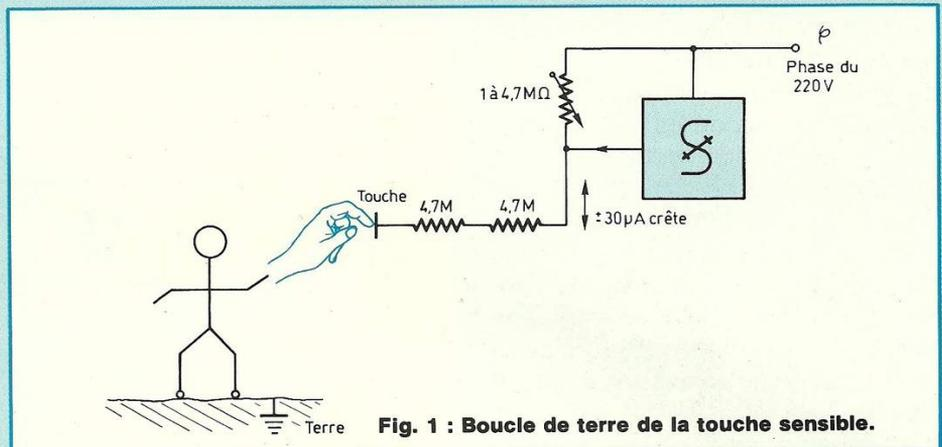 φ
Phase du
220V
1à4,7MΩ
Touche
4,7M
4,7M
±30µA crête
Terre
Fig. 1 : Boucle de terre de la touche sensible.